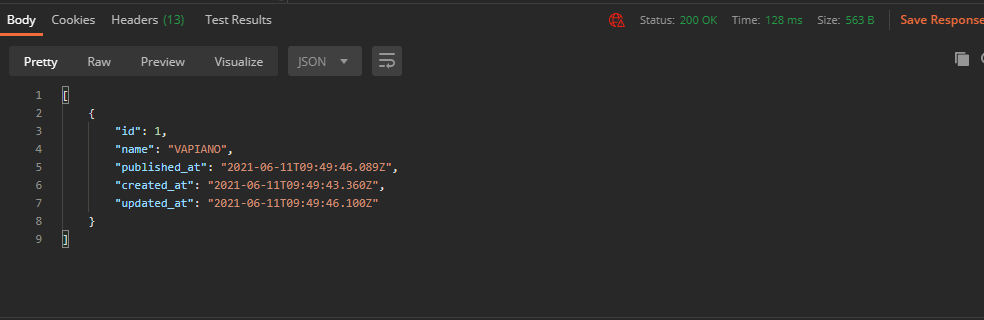 Body Cookies Headers (13) Test Results Status: 200 OK Time: 128 ms Size: 563 B Save Response
Pretty Raw Preview Visualize JSON
1 [
2 {
3 "id": 1,
4 "name": "VAPIANO",
5 "published_at": "2021-06-11T09:49:46.089Z",
6 "created_at": "2021-06-11T09:49:43.360Z",
7 "updated_at": "2021-06-11T09:49:46.100Z"
8 }
9 ]